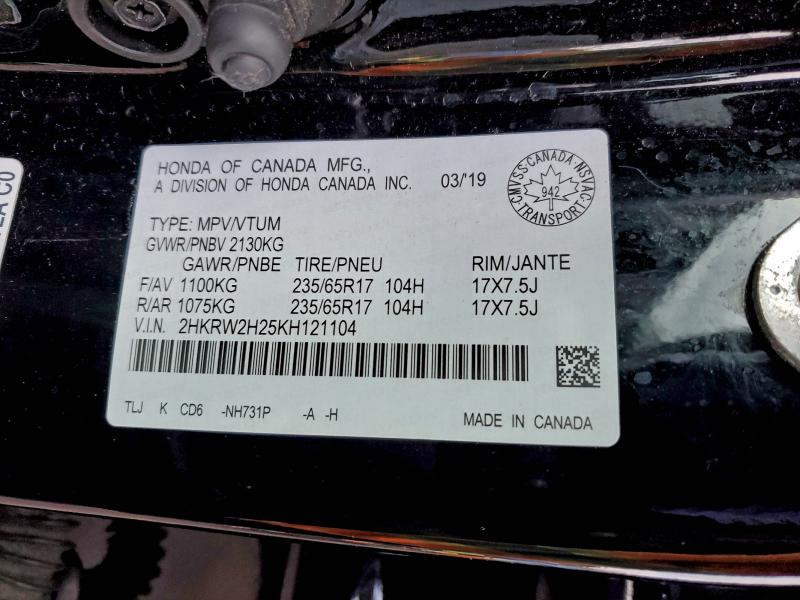 HONDA OF CANADA MFG.,
A DIVISION OF HONDA CANADA INC. 03/'19
CMVSS·CANADA·NSVAC·TRANSPORT·
942
TYPE: MPV/VTUM
GVWR/PNBV 2130KG
GAWR/PNBE TIRE/PNEU RIM/JANTE
F/AV 1100KG 235/65R17 104H 17X7.5J
R/AR 1075KG 235/65R17 104H 17X7.5J
V.I.N. 2HKRW2H25KH121104
TLJ K CD6 -NH731P -A -H
MADE IN CANADA